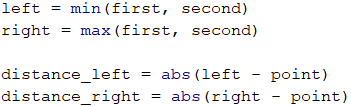 left = min(first, second)
right = max(first, second)
distance_left = abs(left - point)
distance_right = abs(right - point)